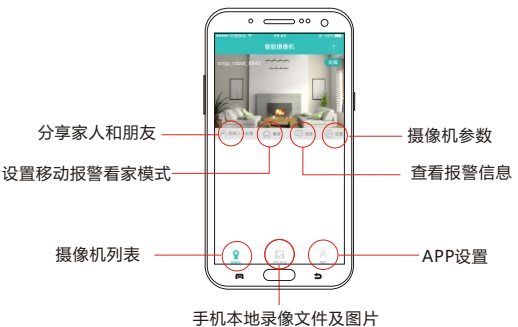 智能摄像机
分享家人和朋友
摄像机参数
设置移动报警看家模式
查看报警信息
摄像机列表
APP设置
手机本地录像文件及图片